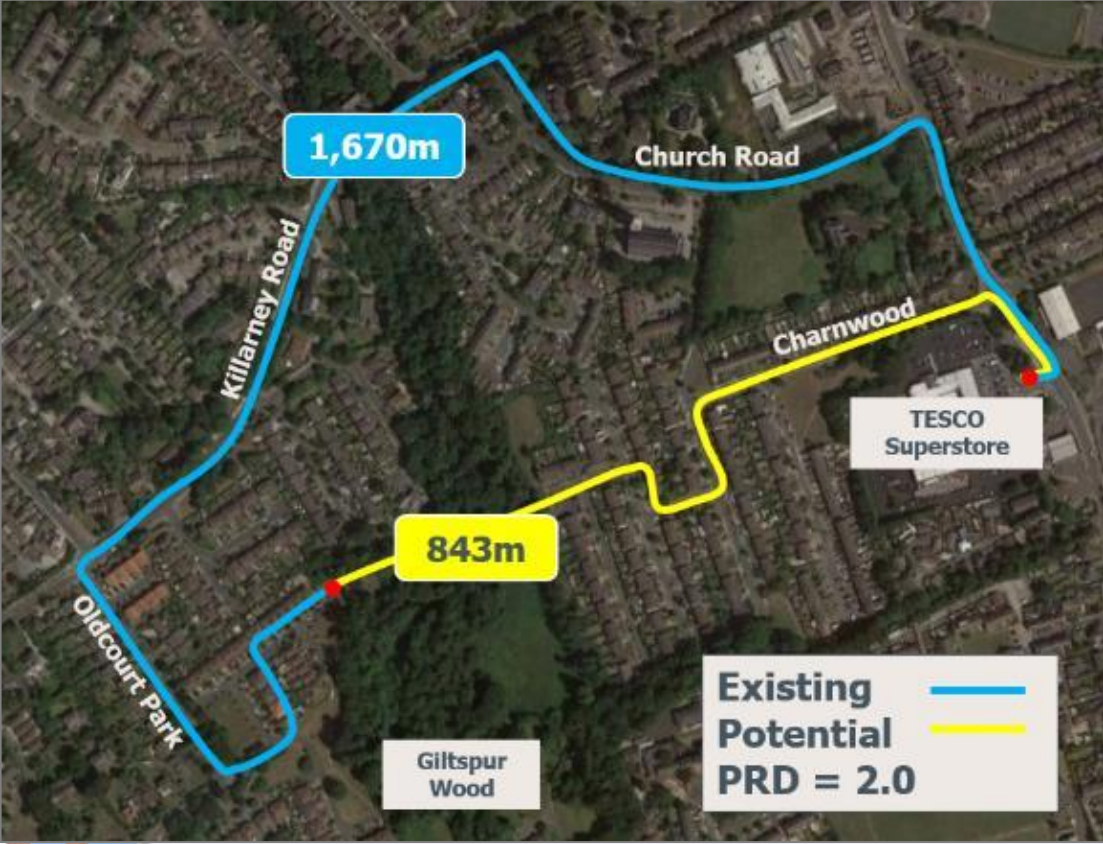 1,670m
Church Road
Killarney Road
Charnwood
TESCO
Superstore
843m
Oldcourt Park
Giltspur
Wood
Existing
Potential
PRD = 2.0